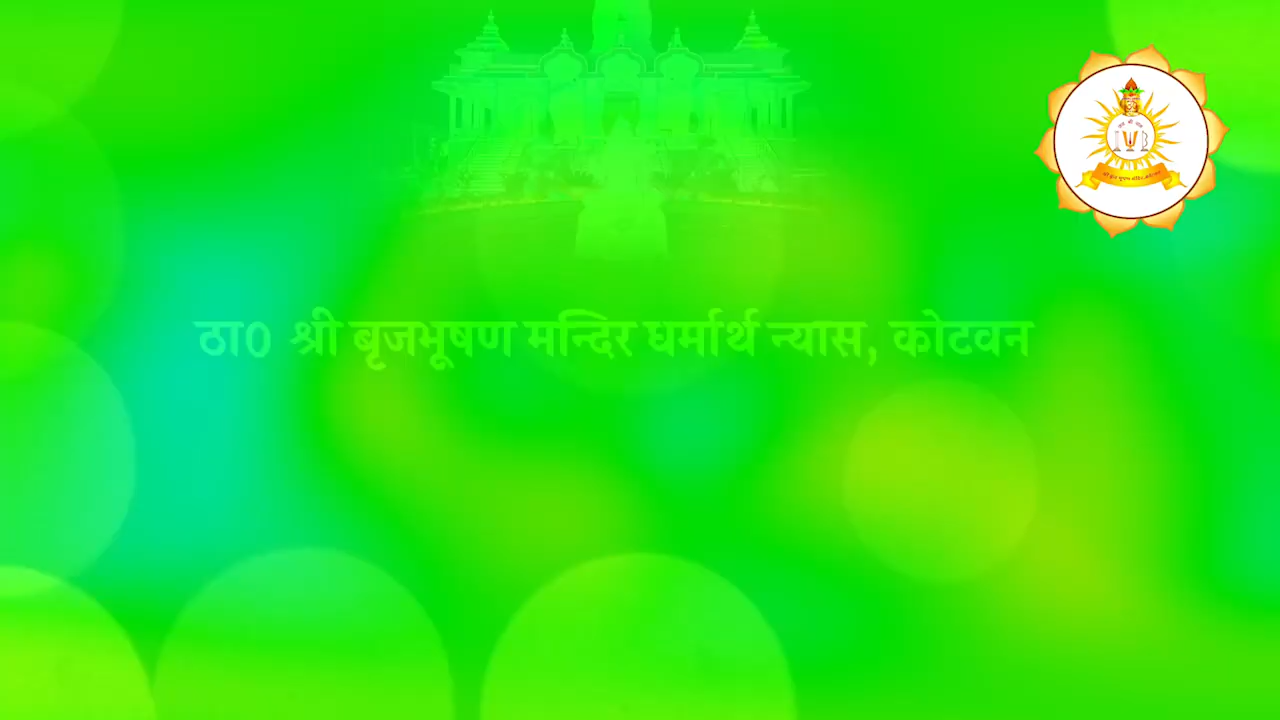 ठा0 श्री बृजभूषण मन्दिर धर्मार्थ न्यास, कोटवन